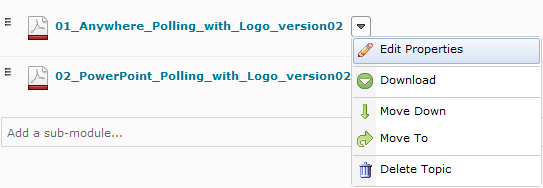 01_Anywhere_Polling_with_Logo_version02
Edit Properties
02_PowerPoint_Polling_with_Logo_version02
Download
Move Down
Add a sub-module...
Move To
Delete Topic